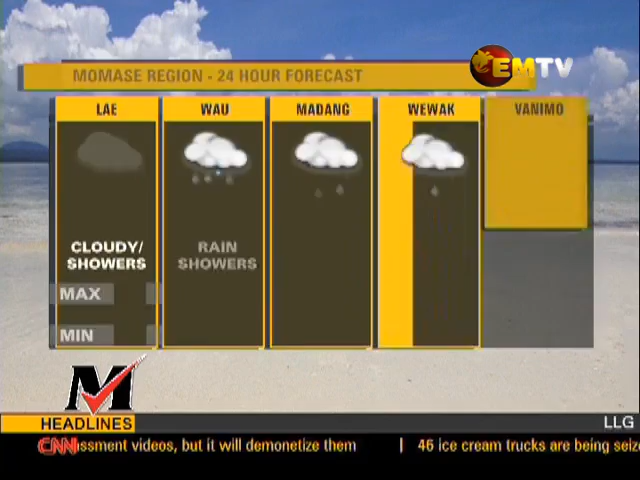 EMTV
MOMASE REGION - 24 HOUR FORECAST
LAE
WAU
MADANG
WEWAK
VANIMO
CLOUDY/
SHOWERS
RAIN
SHOWERS
MAX
MIN
M
HEADLINES
LLG
CNN ssment videos, but it will demonetize them | 46 ice cream trucks are being seize